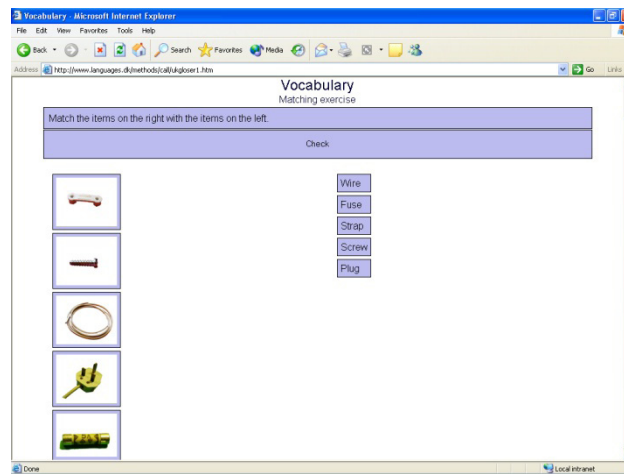 Vocabulary - Microsoft Internet Explorer
File Edit View Favorites Tools Help
Back Search Favorites Media
Address http://www.languages.dk/methods/call/ukgloser1.htm Go Links
Vocabulary
Matching exercise
Match the items on the right with the items on the left.
Check
Wire
Fuse
Strap
Screw
Plug
Done Local intranet